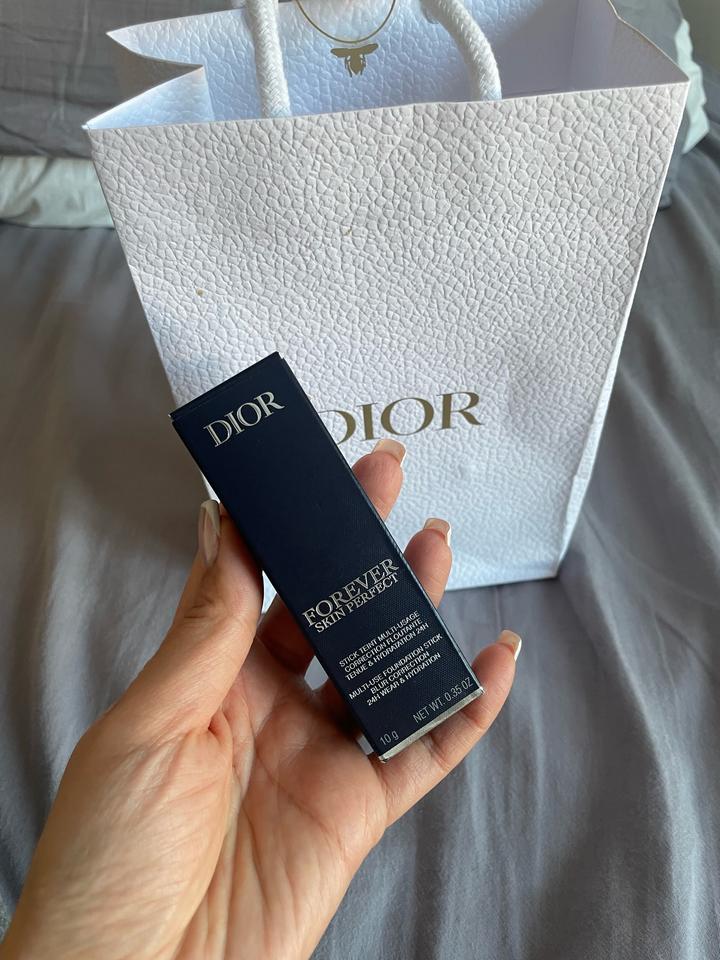 DIOR
DIOR
FOREVER
SKIN PERFECT
STICK TEINT MULTI-USAGE
CORRECTION FLOUTANTE
TENUE & HYDRATATION 24H
MULTI-USE FOUNDATION STICK
BLUR CORRECTION
24H WEAR & HYDRATION
10 g NET WT. 0.35 OZ